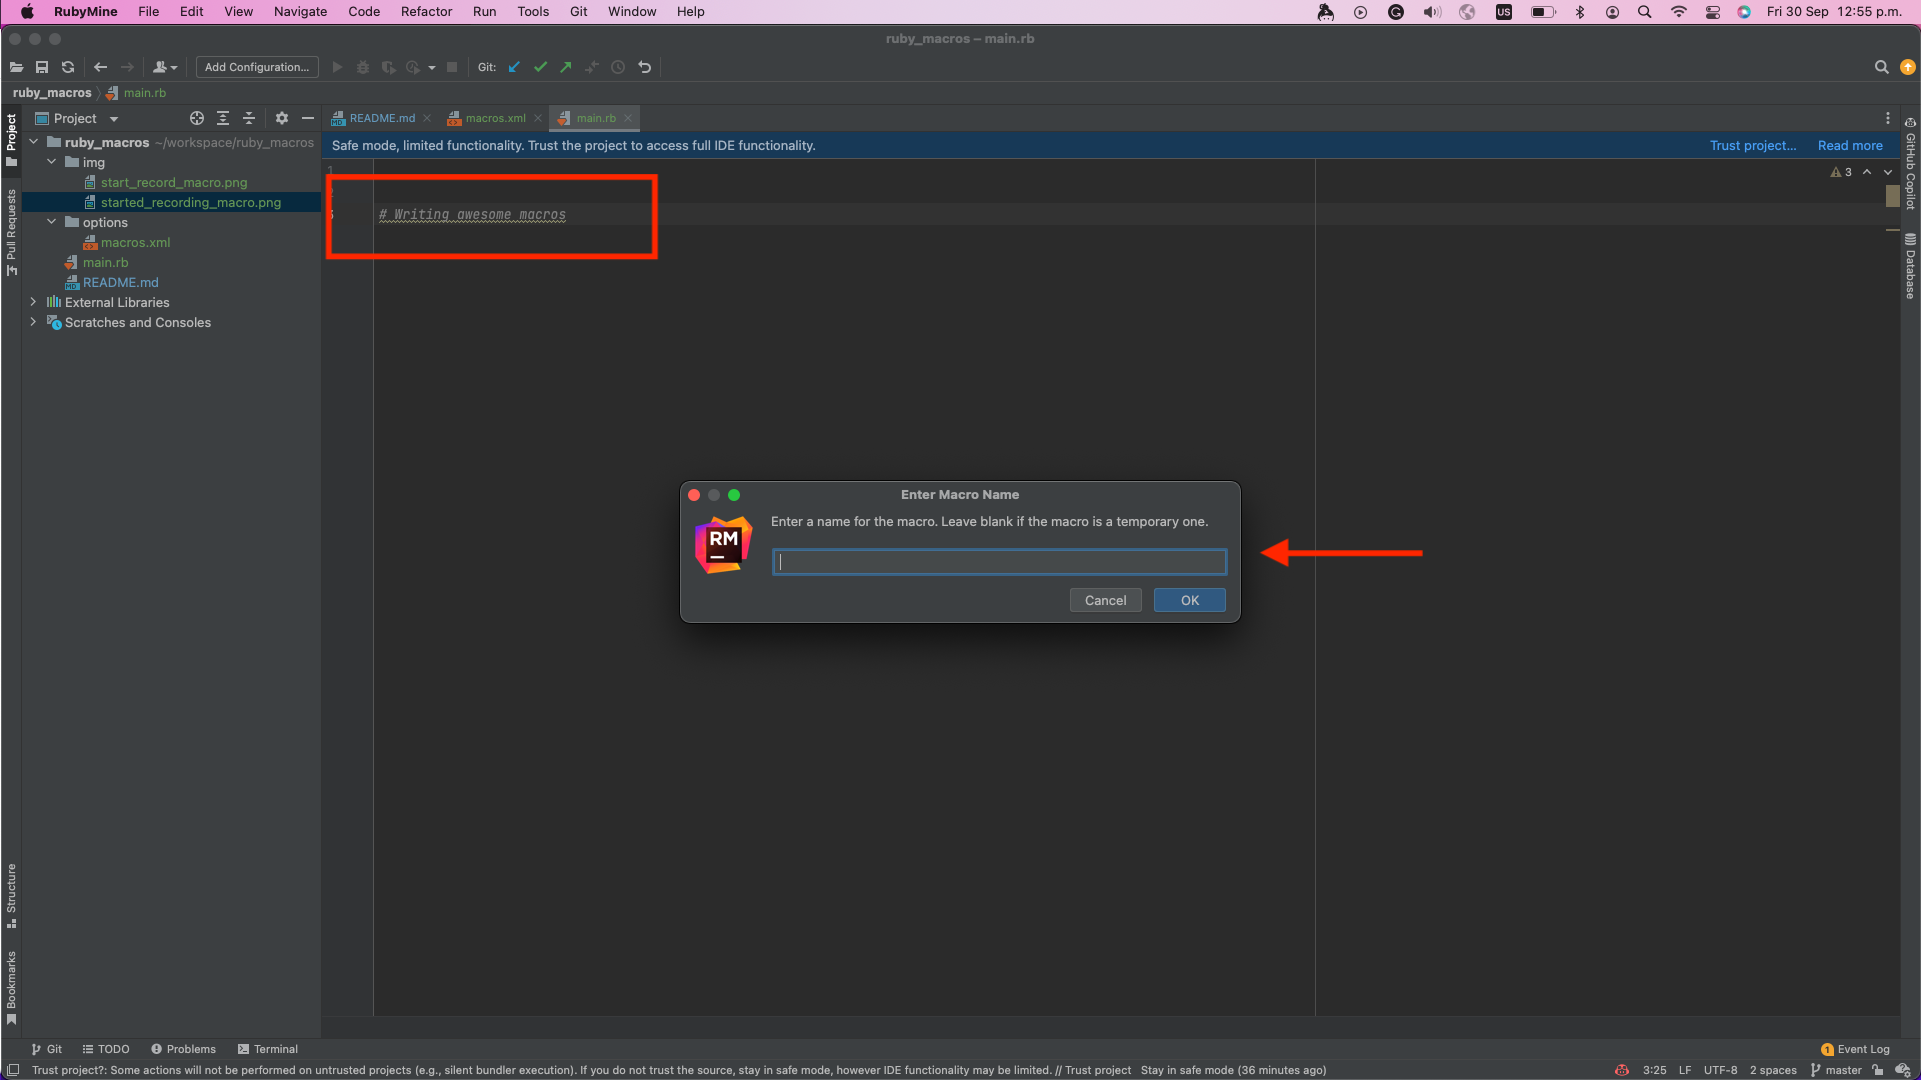 RubyMine File Edit View Navigate Code Refactor Run Tools Git Window Help US Fri 30 Sep 12:55 p.m.
ruby_macros – main.rb
Add Configuration... Git:
ruby_macros main.rb
Project README.md macros.xml main.rb
Safe mode, limited functionality. Trust the project to access full IDE functionality. Trust project... Read more
ruby_macros ~/workspace/ruby_macros
img
start_record_macro.png
started_recording_macro.png
options
macros.xml
main.rb
README.md
External Libraries
Scratches and Consoles
1
3
# Writing awesome macros
Enter Macro Name
RM
Enter a name for the macro. Leave blank if the macro is a temporary one.
Cancel OK
Project
Pull Requests
Structure
Bookmarks
GitHub Copilot
Database
Git TODO Problems Terminal 1 Event Log
Trust project?: Some actions will not be performed on untrusted projects (e.g., silent bundler execution). If you do not trust the source, stay in safe mode, however IDE functionality may be limited. // Trust project Stay in safe mode (36 minutes ago) 3:25 LF UTF-8 2 spaces master